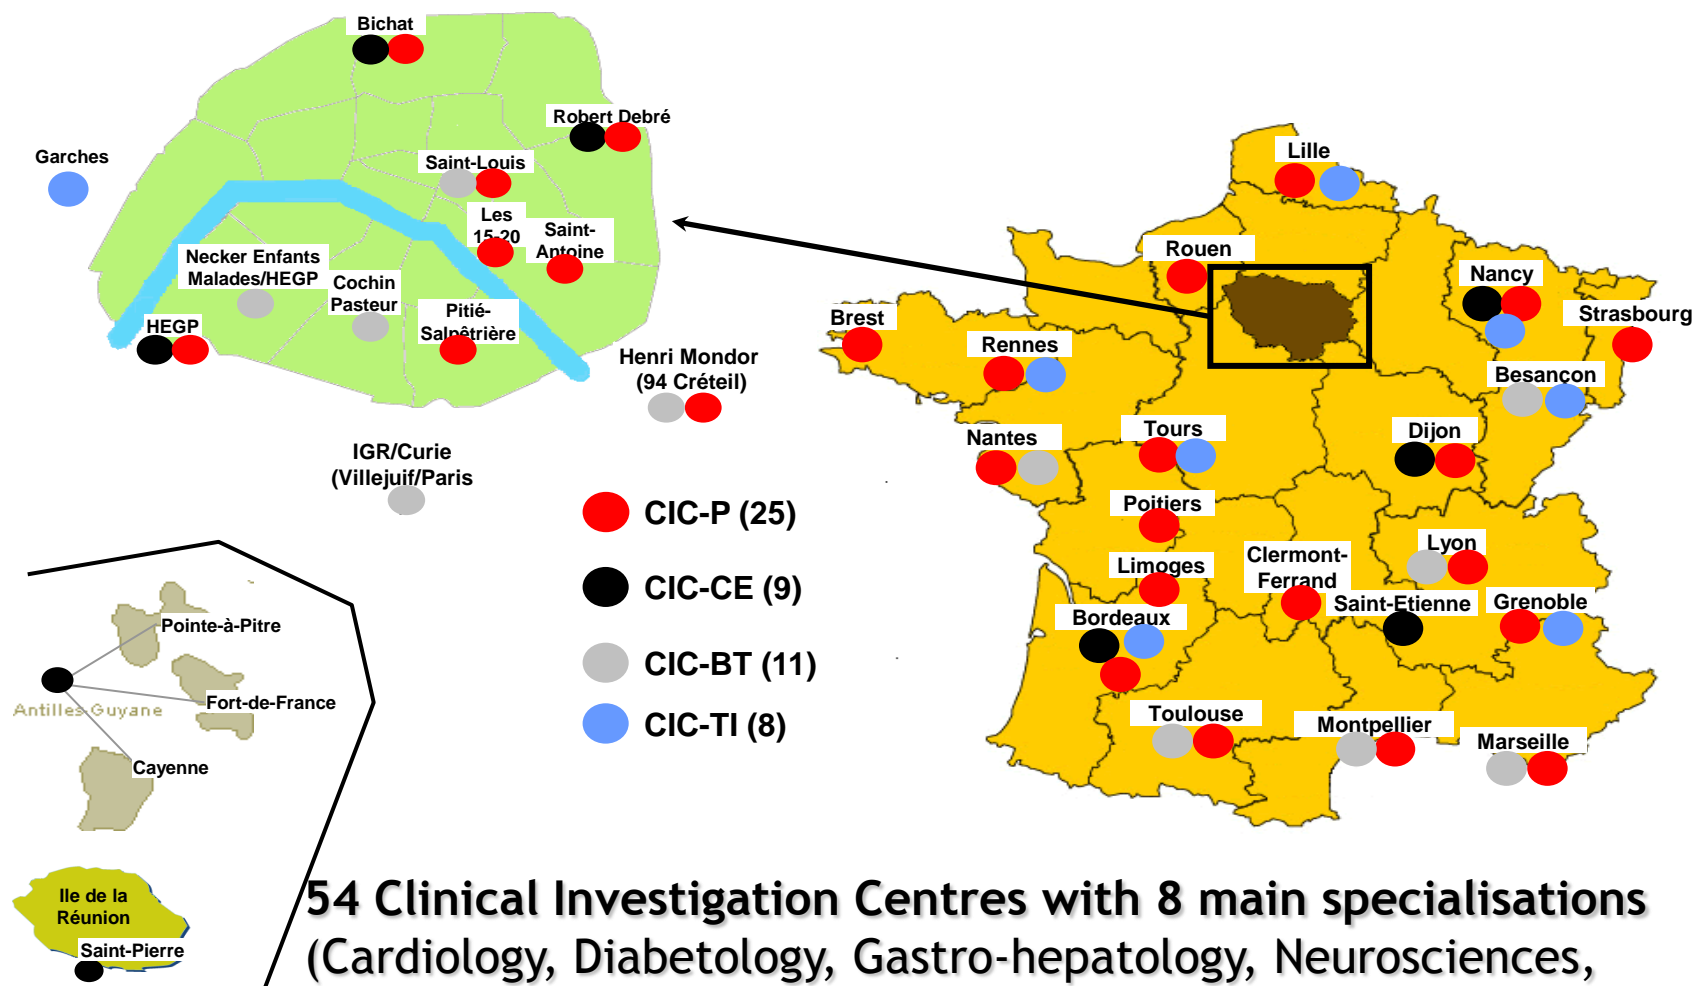 Bichat
Robert Debré
Garches
Saint-Louis
Les
15-20
Saint-
Antoine
Necker Enfants
Malades/HEGP
Cochin
Pasteur
HEGP
Pitié-
Salpêtrière
Henri Mondor
(94 Créteil)
IGR/Curie
(Villejuif/Paris
Lille
Rouen
Nancy
Strasbourg
Brest
Rennes
Besançon
Nantes
Tours
Dijon
Poitiers
Lyon
Limoges
Clermont-
Ferrand
Saint-Etienne
Grenoble
Bordeaux
Toulouse
Montpellier
Marseille
CIC-P (25)
CIC-CE (9)
CIC-BT (11)
CIC-TI (8)
Pointe-à-Pitre
Fort-de-France
Antilles-Guyane
Cayenne
Ile de la
Réunion
Saint-Pierre
54 Clinical Investigation Centres with 8 main specialisations
(Cardiology, Diabetology, Gastro-hepatology, Neurosciences,